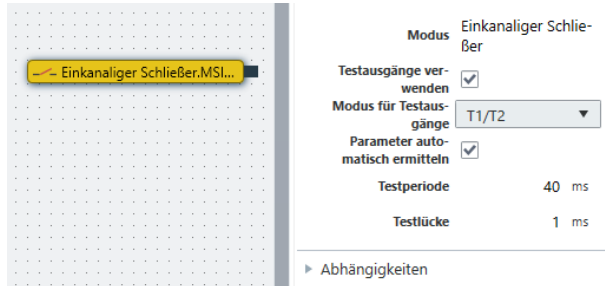 Einkanaliger Schließer.MSI...
Modus
Einkanaliger Schlie-
ßer
Testausgänge ver-
wenden
Modus für Testaus-
gänge
T1/T2
Parameter auto-
matisch ermitteln
Testperiode
40 ms
Testlücke
1 ms
Abhängigkeiten